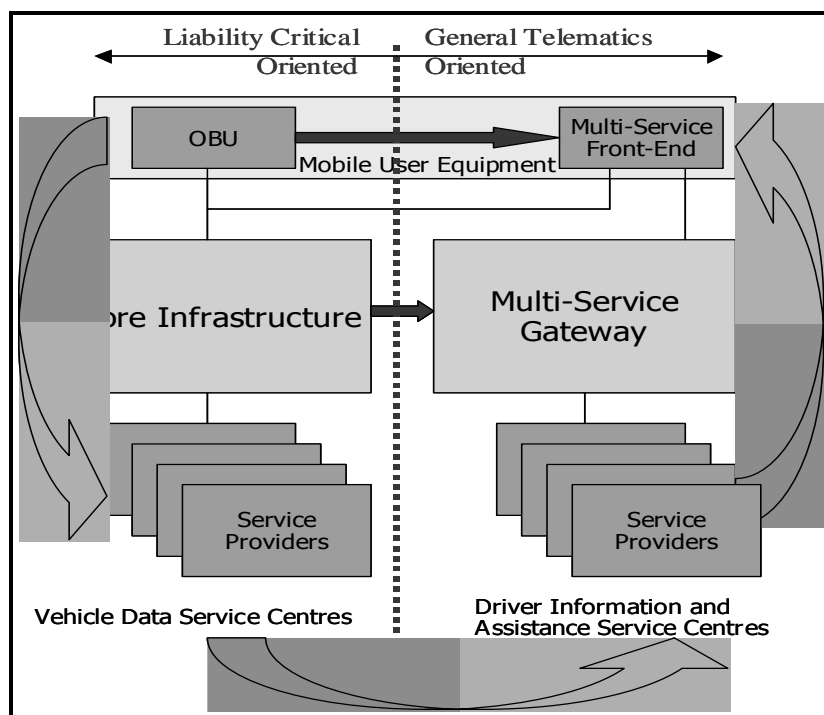 Liability Critical
Oriented
General Telematics
Oriented
OBU
Multi-Service
Front-End
Mobile User Equipment
ore Infrastructure
Multi-Service
Gateway
Service
Providers
Service
Providers
Vehicle Data Service Centres
Driver Information and
Assistance Service Centres